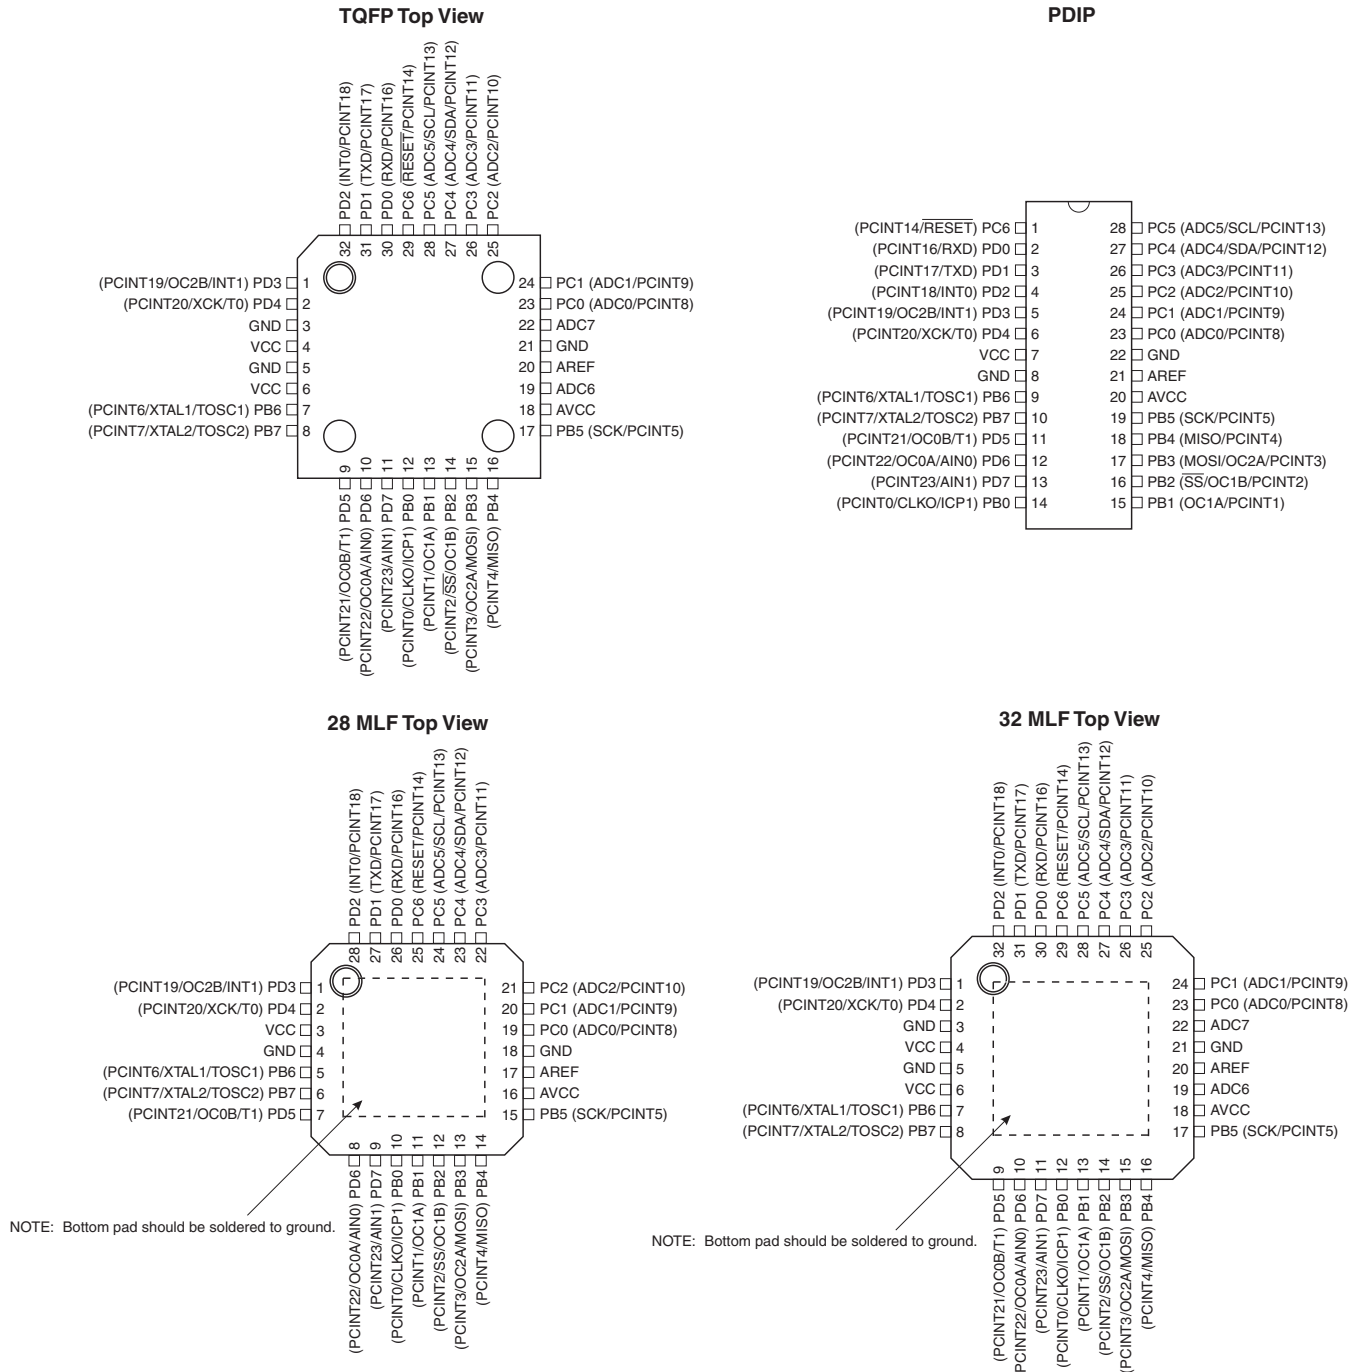 TQFP Top View
32 PD2 (INT0/PCINT18)
31 PD1 (TXD/PCINT17)
30 PD0 (RXD/PCINT16)
29 PC6 (RESET/PCINT14)
28 PC5 (ADC5/SCL/PCINT13)
27 PC4 (ADC4/SDA/PCINT12)
26 PC3 (ADC3/PCINT11)
25 PC2 (ADC2/PCINT10)
(PCINT19/OC2B/INT1) PD3 1
(PCINT20/XCK/T0) PD4 2
GND 3
VCC 4
GND 5
VCC 6
(PCINT6/XTAL1/TOSC1) PB6 7
(PCINT7/XTAL2/TOSC2) PB7 8
24 PC1 (ADC1/PCINT9)
23 PC0 (ADC0/PCINT8)
22 ADC7
21 GND
20 AREF
19 ADC6
18 AVCC
17 PB5 (SCK/PCINT5)
(PCINT21/OC0B/T1) PD5 9
(PCINT22/OC0A/AIN0) PD6 10
(PCINT23/AIN1) PD7 11
(PCINT0/CLKO/ICP1) PB0 12
(PCINT1/OC1A) PB1 13
(PCINT2/SS/OC1B) PB2 14
(PCINT3/OC2A/MOSI) PB3 15
(PCINT4/MISO) PB4 16
PDIP
(PCINT14/RESET) PC6 1
(PCINT16/RXD) PD0 2
(PCINT17/TXD) PD1 3
(PCINT18/INT0) PD2 4
(PCINT19/OC2B/INT1) PD3 5
(PCINT20/XCK/T0) PD4 6
VCC 7
GND 8
(PCINT6/XTAL1/TOSC1) PB6 9
(PCINT7/XTAL2/TOSC2) PB7 10
(PCINT21/OC0B/T1) PD5 11
(PCINT22/OC0A/AIN0) PD6 12
(PCINT23/AIN1) PD7 13
(PCINT0/CLKO/ICP1) PB0 14
28 PC5 (ADC5/SCL/PCINT13)
27 PC4 (ADC4/SDA/PCINT12)
26 PC3 (ADC3/PCINT11)
25 PC2 (ADC2/PCINT10)
24 PC1 (ADC1/PCINT9)
23 PC0 (ADC0/PCINT8)
22 GND
21 AREF
20 AVCC
19 PB5 (SCK/PCINT5)
18 PB4 (MISO/PCINT4)
17 PB3 (MOSI/OC2A/PCINT3)
16 PB2 (SS/OC1B/PCINT2)
15 PB1 (OC1A/PCINT1)
28 MLF Top View
28 PD2 (INT0/PCINT18)
27 PD1 (TXD/PCINT17)
26 PD0 (RXD/PCINT16)
25 PC6 (RESET/PCINT14)
24 PC5 (ADC5/SCL/PCINT13)
23 PC4 (ADC4/SDA/PCINT12)
22 PC3 (ADC3/PCINT11)
(PCINT19/OC2B/INT1) PD3 1
(PCINT20/XCK/T0) PD4 2
VCC 3
GND 4
(PCINT6/XTAL1/TOSC1) PB6 5
(PCINT7/XTAL2/TOSC2) PB7 6
(PCINT21/OC0B/T1) PD5 7
21 PC2 (ADC2/PCINT10)
20 PC1 (ADC1/PCINT9)
19 PC0 (ADC0/PCINT8)
18 GND
17 AREF
16 AVCC
15 PB5 (SCK/PCINT5)
(PCINT22/OC0A/AIN0) PD6 8
(PCINT23/AIN1) PD7 9
(PCINT0/CLKO/ICP1) PB0 10
(PCINT1/OC1A) PB1 11
(PCINT2/SS/OC1B) PB2 12
(PCINT3/OC2A/MOSI) PB3 13
(PCINT4/MISO) PB4 14
NOTE: Bottom pad should be soldered to ground.
32 MLF Top View
32 PD2 (INT0/PCINT18)
31 PD1 (TXD/PCINT17)
30 PD0 (RXD/PCINT16)
29 PC6 (RESET/PCINT14)
28 PC5 (ADC5/SCL/PCINT13)
27 PC4 (ADC4/SDA/PCINT12)
26 PC3 (ADC3/PCINT11)
25 PC2 (ADC2/PCINT10)
(PCINT19/OC2B/INT1) PD3 1
(PCINT20/XCK/T0) PD4 2
GND 3
VCC 4
GND 5
VCC 6
(PCINT6/XTAL1/TOSC1) PB6 7
(PCINT7/XTAL2/TOSC2) PB7 8
24 PC1 (ADC1/PCINT9)
23 PC0 (ADC0/PCINT8)
22 ADC7
21 GND
20 AREF
19 ADC6
18 AVCC
17 PB5 (SCK/PCINT5)
(PCINT21/OC0B/T1) PD5 9
(PCINT22/OC0A/AIN0) PD6 10
(PCINT23/AIN1) PD7 11
(PCINT0/CLKO/ICP1) PB0 12
(PCINT1/OC1A) PB1 13
(PCINT2/SS/OC1B) PB2 14
(PCINT3/OC2A/MOSI) PB3 15
(PCINT4/MISO) PB4 16
NOTE: Bottom pad should be soldered to ground.